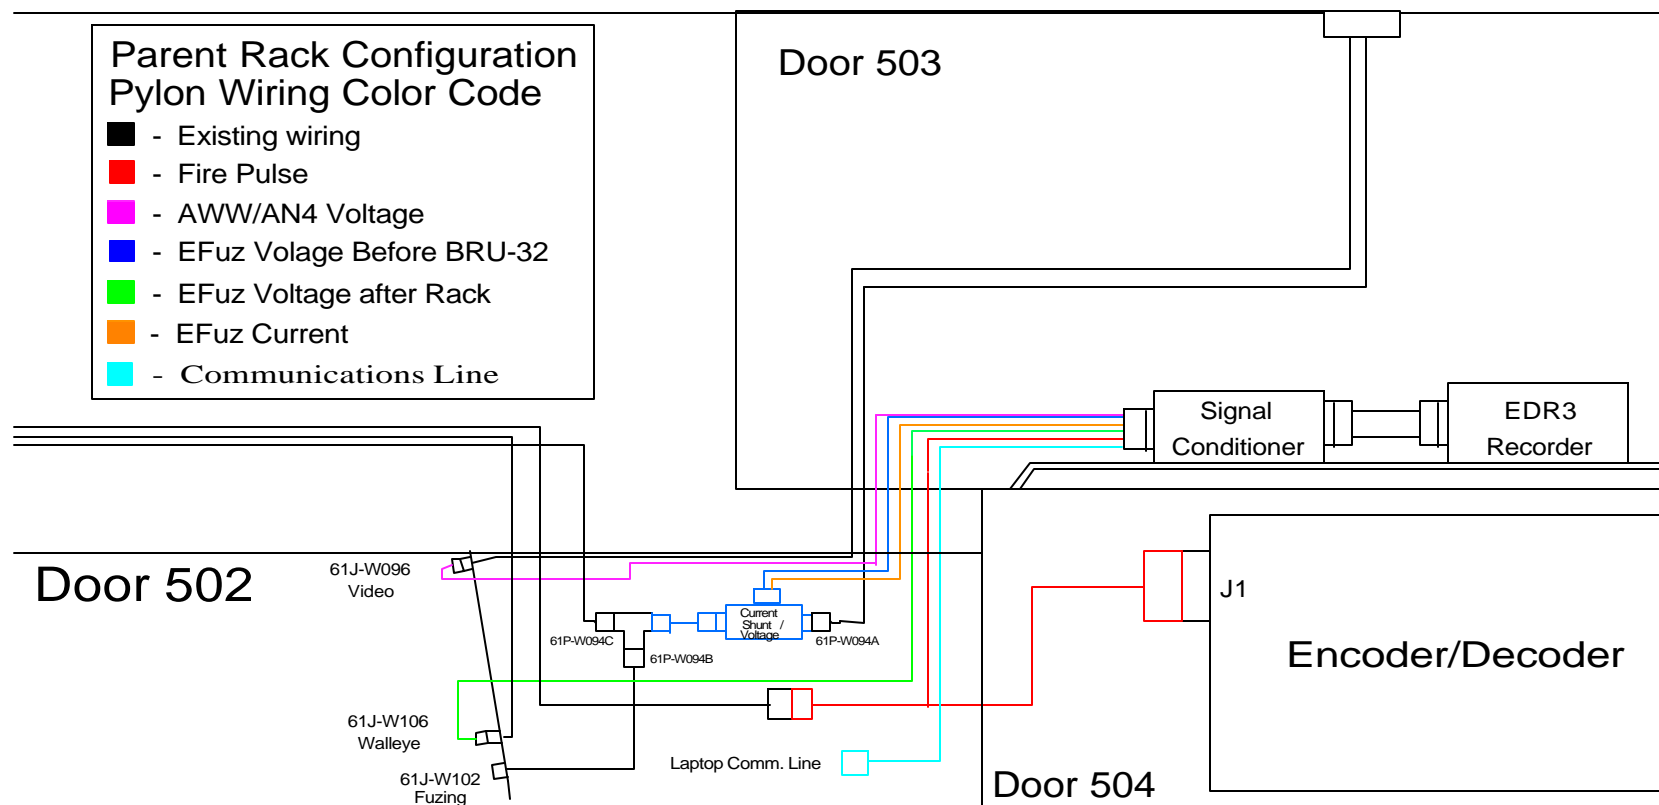 Parent Rack Configuration
Pylon Wiring Color Code
- Existing wiring
- Fire Pulse
- AWW/AN4 Voltage
- EFuz Volage Before BRU-32
- EFuz Voltage after Rack
- EFuz Current
- Communications Line
Door 503
Signal
Conditioner
EDR3
Recorder
Door 502
61J-W096
Video
Current
Shunt /
Voltage
61P-W094C
61P-W094B
61P-W094A
J1
Encoder/Decoder
61J-W106
Walleye
61J-W102
Fuzing
Laptop Comm. Line
Door 504